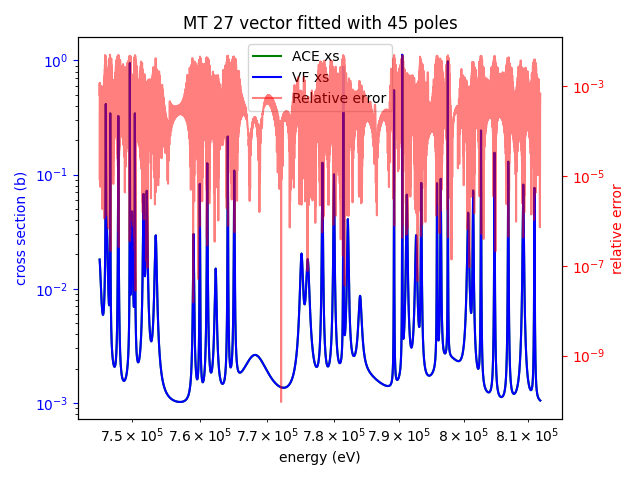 MT 27 vector fitted with 45 poles
ACE xs
VF xs
Relative error
cross section (b)
10⁰
10⁻¹
10⁻²
10⁻³
relative error
10⁻³
10⁻⁵
10⁻⁷
10⁻⁹
7.5 × 10⁵ 7.6 × 10⁵ 7.7 × 10⁵ 7.8 × 10⁵ 7.9 × 10⁵ 8 × 10⁵ 8.1 × 10⁵
energy (eV)